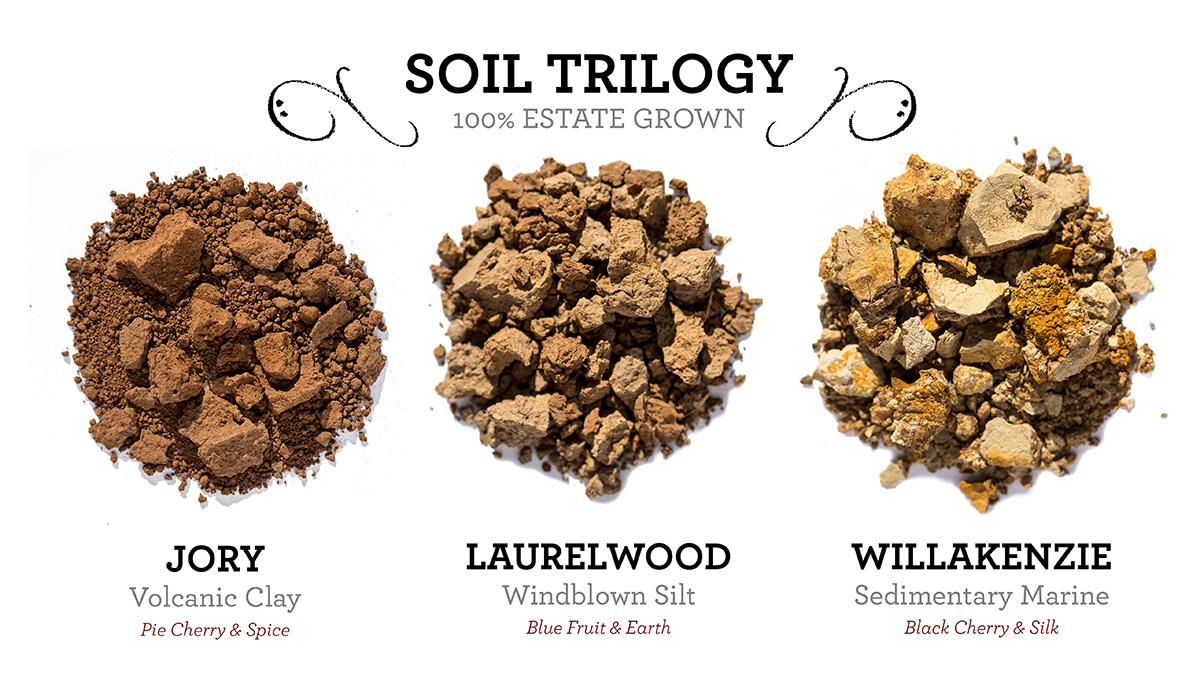 SOIL TRILOGY
100% ESTATE GROWN
JORY
Volcanic Clay
Pie Cherry & Spice
LAURELWOOD
Windblown Silt
Blue Fruit & Earth
WILLAKENZIE
Sedimentary Marine
Black Cherry & Silk